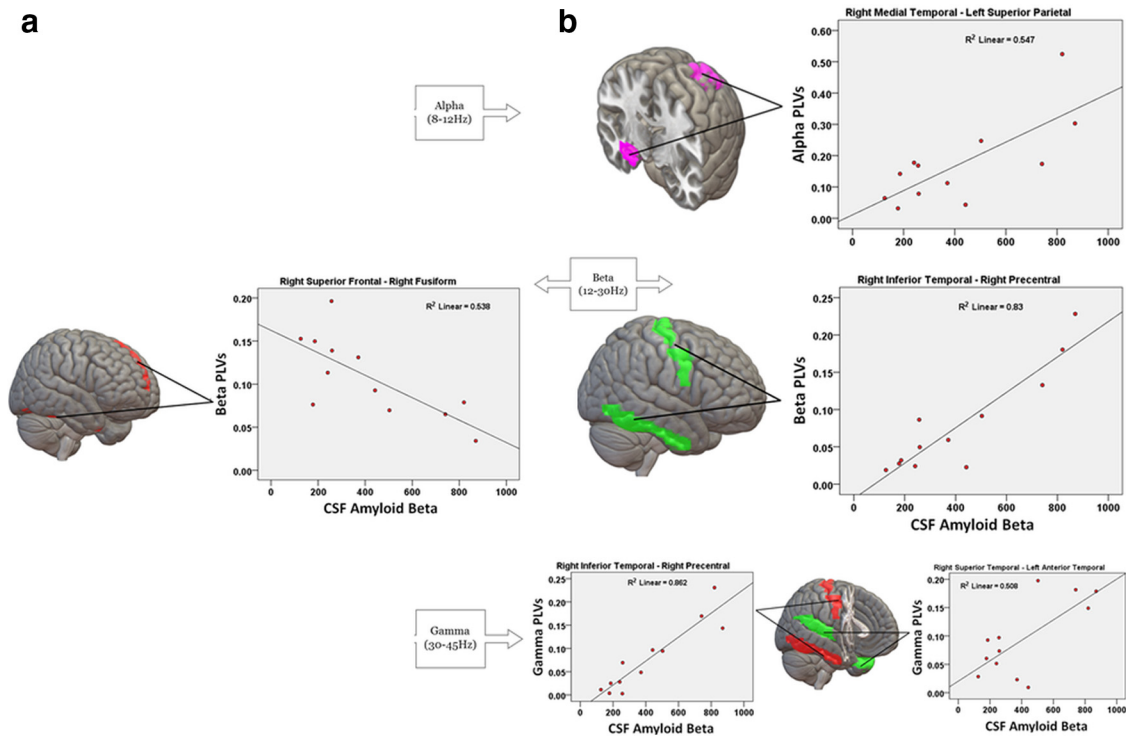 a
b
Alpha
(8-12Hz)
Right Medial Temporal - Left Superior Parietal
R2 Linear = 0.547
Alpha PLVs
0.60
0.50
0.40
0.30
0.20
0.10
0.00
0 200 400 600 800 1000
Beta
(12-30Hz)
Right Superior Frontal - Right Fusiform
R2 Linear = 0.538
Beta PLVs
0.20
0.15
0.10
0.05
0.00
0 200 400 600 800 1000
CSF Amyloid Beta
Right Inferior Temporal - Right Precentral
R2 Linear = 0.83
Beta PLVs
0.25
0.20
0.15
0.10
0.05
0.00
0 200 400 600 800 1000
CSF Amyloid Beta
Gamma
(30-45Hz)
Right Inferior Temporal - Right Precentral
R2 Linear = 0.862
Gamma PLVs
0.25
0.20
0.15
0.10
0.05
0.00
0 200 400 600 800 1000
CSF Amyloid Beta
Right Superior Temporal - Left Anterior Temporal
R2 Linear = 0.508
Gamma PLVs
0.20
0.15
0.10
0.05
0.00
0 200 400 600 800 1000
CSF Amyloid Beta